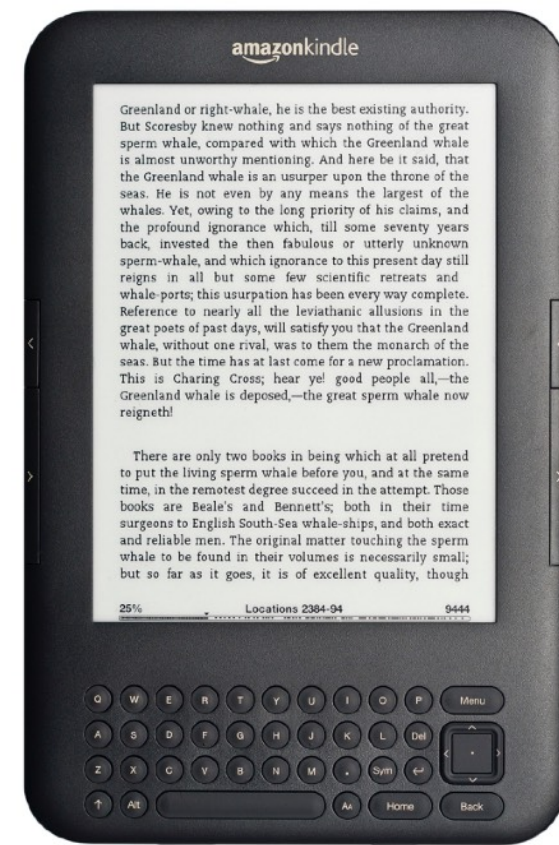 amazonkindle
Greenland or right-whale, he is the best existing authority.
But Scoresby knew nothing and says nothing of the great
sperm whale, compared with which the Greenland whale
is almost unworthy mentioning. And here be it said, that
the Greenland whale is an usurper upon the throne of the
seas. He is not even by any means the largest of the
whales. Yet, owing to the long priority of his claims, and
the profound ignorance which, till some seventy years
back, invested the then fabulous or utterly unknown
sperm-whale, and which ignorance to this present day still
reigns in all but some few scientific retreats and
whale-ports; this usurpation has been every way complete.
Reference to nearly all the leviathanic allusions in the
great poets of past days, will satisfy you that the Greenland
whale, without one rival, was to them the monarch of the
seas. But the time has at last come for a new proclamation.
This is Charing Cross; hear ye! good people all,—the
Greenland whale is deposed,—the great sperm whale now
reigneth!
There are only two books in being which at all pretend
to put the living sperm whale before you, and at the same
time, in the remotest degree succeed in the attempt. Those
books are Beale's and Bennett's; both in their time
surgeons to English South-Sea whale-ships, and both exact
and reliable men. The original matter touching the sperm
whale to be found in their volumes is necessarily small;
but so far as it goes, it is of excellent quality, though
25% Locations 2384-94 9444
Q W E R T Y U I O P Menu
A S D F G H J K L Del
Z X C V B N M . Sym
Alt AA Home Back